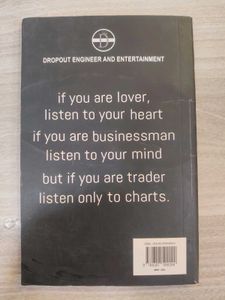 D
DROPOUT ENGINEER AND ENTERTAINMENT
if you are lover,
listen to your heart
if you are businessman
listen to your mind
but if you are trader
listen only to charts.